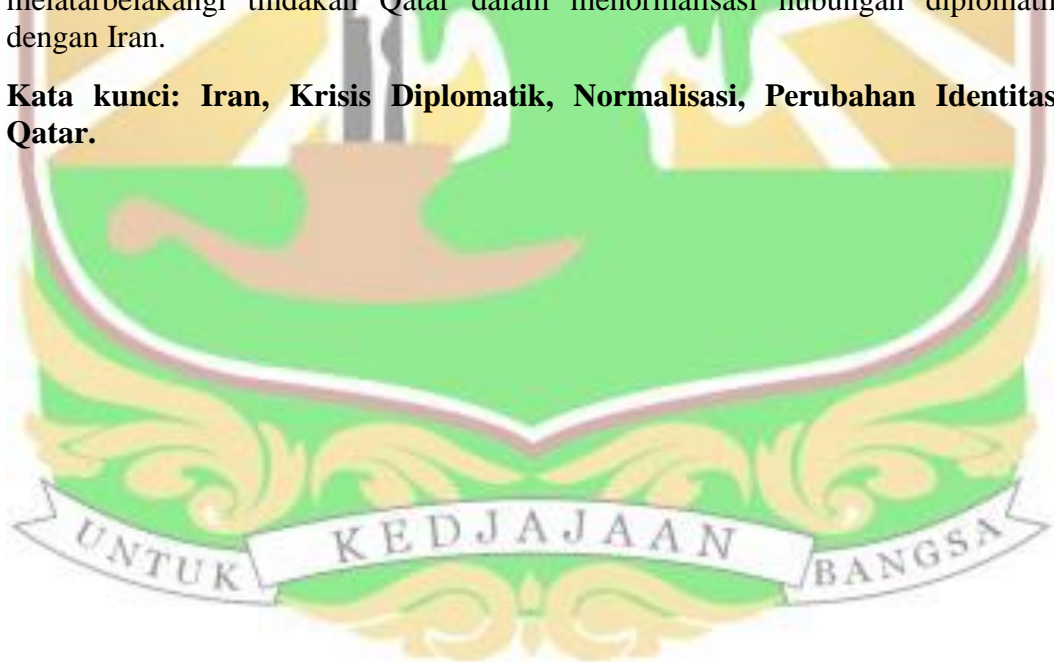 melatarbelakangi tindakan Qatar dalam menormalisasi hubungan diplomatik
dengan Iran.
Kata kunci: Iran, Krisis Diplomatik, Normalisasi, Perubahan Identitas
Qatar.
UNTUK KEDJAJAAN BANGSA